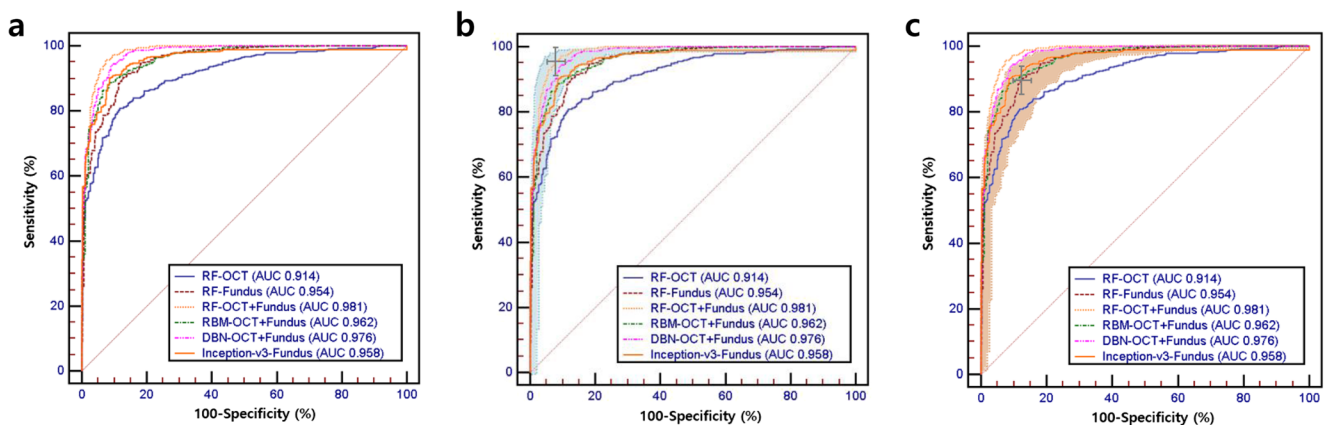 a
100
80
60
40
20
0
Sensitivity (%)
RF-OCT (AUC 0.914)
RF-Fundus (AUC 0.954)
RF-OCT+Fundus (AUC 0.981)
RBM-OCT+Fundus (AUC 0.962)
DBN-OCT+Fundus (AUC 0.976)
Inception-v3-Fundus (AUC 0.958)
0 20 40 60 80 100
100-Specificity (%)
b
100
80
60
40
20
0
Sensitivity (%)
RF-OCT (AUC 0.914)
RF-Fundus (AUC 0.954)
RF-OCT+Fundus (AUC 0.981)
RBM-OCT+Fundus (AUC 0.962)
DBN-OCT+Fundus (AUC 0.976)
Inception-v3-Fundus (AUC 0.958)
0 20 40 60 80 100
100-Specificity (%)
c
100
80
60
40
20
0
Sensitivity (%)
RF-OCT (AUC 0.914)
RF-Fundus (AUC 0.954)
RF-OCT+Fundus (AUC 0.981)
RBM-OCT+Fundus (AUC 0.962)
DBN-OCT+Fundus (AUC 0.976)
Inception-v3-Fundus (AUC 0.958)
0 20 40 60 80 100
100-Specificity (%)